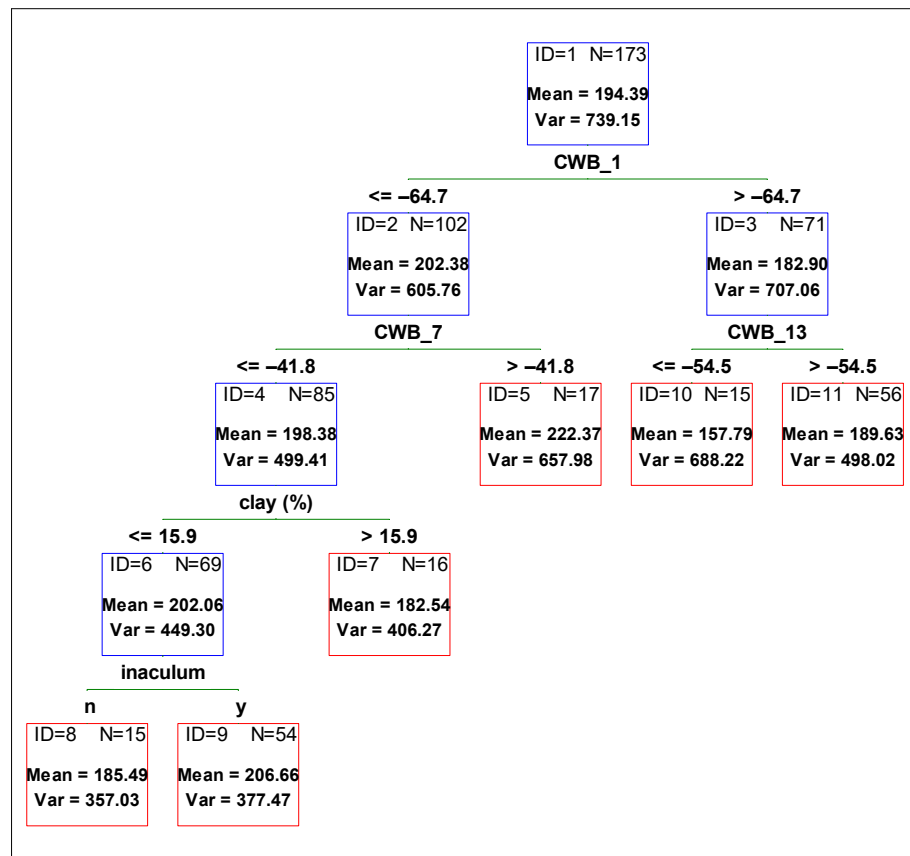 ID=1 N=173
Mean = 194.39
Var = 739.15
CWB_1
<= –64.7 > –64.7
ID=2 N=102 ID=3 N=71
Mean = 202.38 Mean = 182.90
Var = 605.76 Var = 707.06
CWB_7 CWB_13
<= –41.8 > –41.8 <= –54.5 > –54.5
ID=4 N=85 ID=5 N=17 ID=10 N=15 ID=11 N=56
Mean = 198.38 Mean = 222.37 Mean = 157.79 Mean = 189.63
Var = 499.41 Var = 657.98 Var = 688.22 Var = 498.02
clay (%)
<= 15.9 > 15.9
ID=6 N=69 ID=7 N=16
Mean = 202.06 Mean = 182.54
Var = 449.30 Var = 406.27
inaculum
n y
ID=8 N=15 ID=9 N=54
Mean = 185.49 Mean = 206.66
Var = 357.03 Var = 377.47